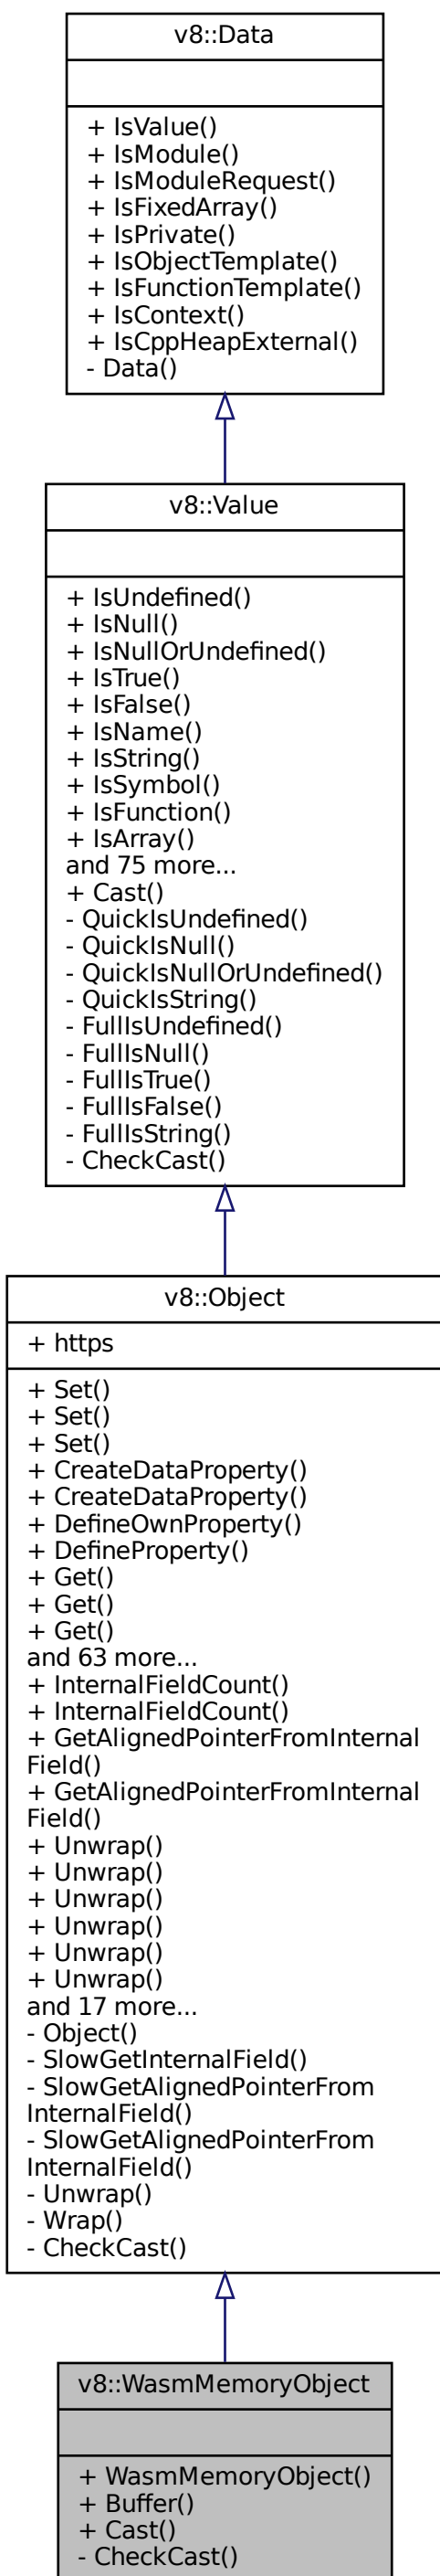 v8::Data
+ IsValue()
+ IsModule()
+ IsModuleRequest()
+ IsFixedArray()
+ IsPrivate()
+ IsObjectTemplate()
+ IsFunctionTemplate()
+ IsContext()
+ IsCppHeapExternal()
- Data()
v8::Value
+ IsUndefined()
+ IsNull()
+ IsNullOrUndefined()
+ IsTrue()
+ IsFalse()
+ IsName()
+ IsString()
+ IsSymbol()
+ IsFunction()
+ IsArray()
and 75 more...
+ Cast()
- QuickIsUndefined()
- QuickIsNull()
- QuickIsNullOrUndefined()
- QuickIsString()
- FullIsUndefined()
- FullIsNull()
- FullIsTrue()
- FullIsFalse()
- FullIsString()
- CheckCast()
v8::Object
+ https
+ Set()
+ Set()
+ Set()
+ CreateDataProperty()
+ CreateDataProperty()
+ DefineOwnProperty()
+ DefineProperty()
+ Get()
+ Get()
+ Get()
and 63 more...
+ InternalFieldCount()
+ InternalFieldCount()
+ GetAlignedPointerFromInternal
Field()
+ GetAlignedPointerFromInternal
Field()
+ Unwrap()
+ Unwrap()
+ Unwrap()
+ Unwrap()
+ Unwrap()
+ Unwrap()
and 17 more...
- Object()
- SlowGetInternalField()
- SlowGetAlignedPointerFrom
InternalField()
- SlowGetAlignedPointerFrom
InternalField()
- Unwrap()
- Wrap()
- CheckCast()
v8::WasmMemoryObject
+ WasmMemoryObject()
+ Buffer()
+ Cast()
- CheckCast()